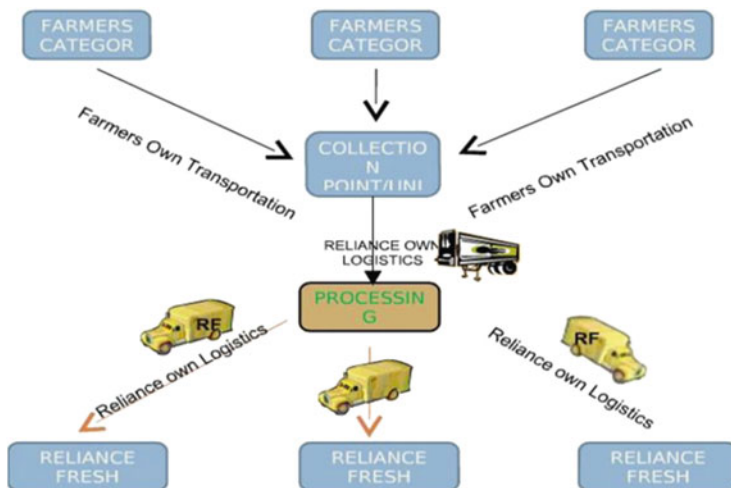 FARMERS
CATEGOR
FARMERS
CATEGOR
FARMERS
CATEGOR
Farmers Own Transportation
Farmers Own Transportation
COLLECTIO
N
POINT/UNI
RELIANCE OWN
LOGISTICS
PROCESSIN
G
RF
Reliance own Logistics
RF
Reliance own Logistics
RELIANCE
FRESH
RELIANCE
FRESH
RELIANCE
FRESH